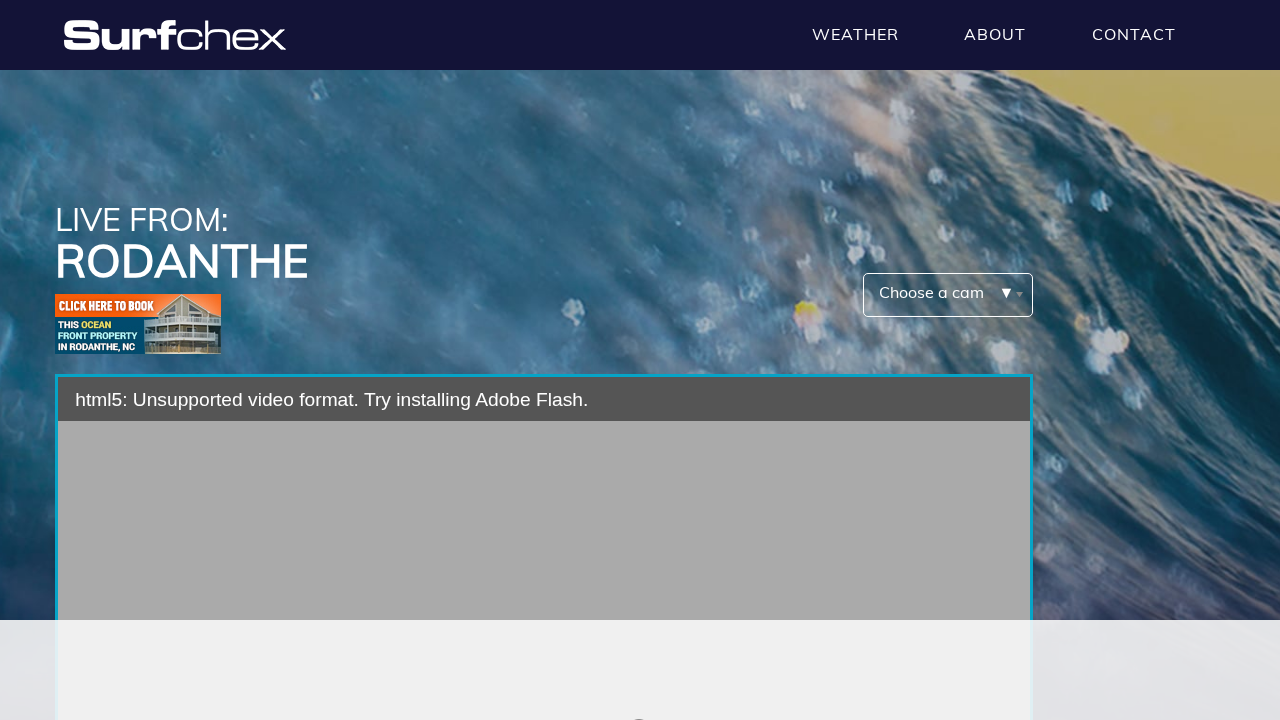 Surfchex
WEATHER
ABOUT
CONTACT
LIVE FROM:
RODANTHE
CLICK HERE TO BOOK
THIS OCEAN
FRONT PROPERTY
IN RODANTHE, NC
Choose a cam ▼
html5: Unsupported video format. Try installing Adobe Flash.